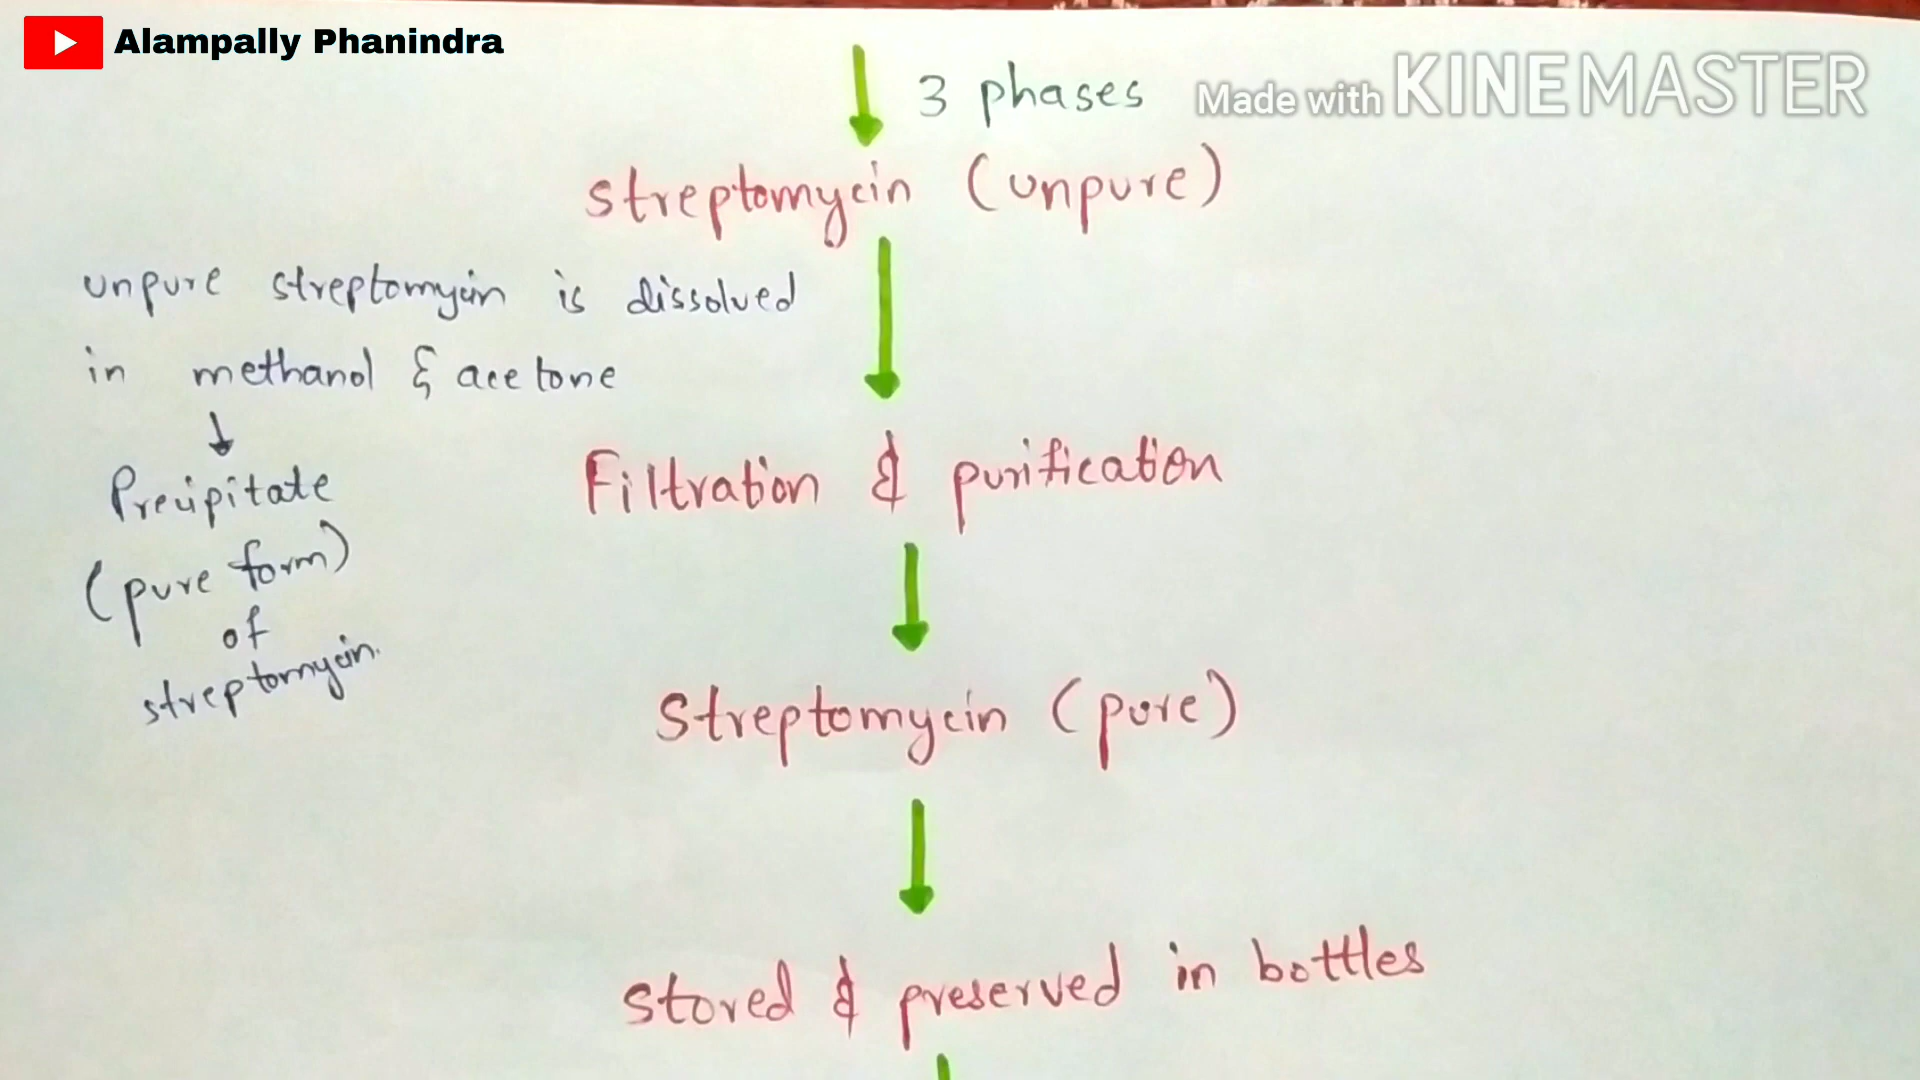 Alampally Phanindra
3 phases
Made with KINEMASTER
streptomycin (unpure)
unpure streptomycin is dissolved
in methanol & acetone
Precipitate
(pure form)
of
streptomycin.
Filtration & purification
Streptomycin (pure)
Stored & preserved in bottles